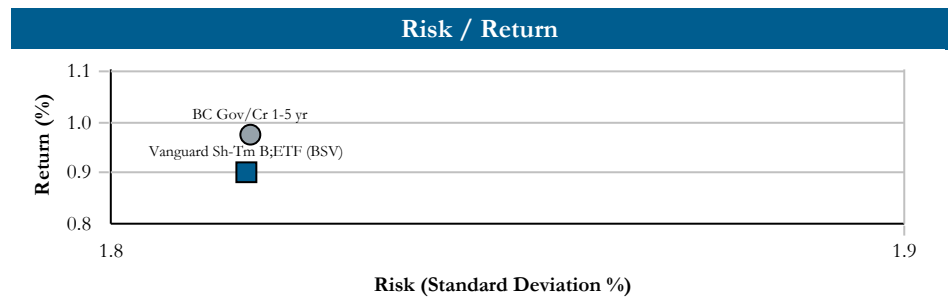 Risk / Return
Return (%)
1.1
1.0
0.9
0.8
BC Gov/Cr 1-5 yr
Vanguard Sh-Tm B;ETF (BSV)
1.8
1.9
Risk (Standard Deviation %)